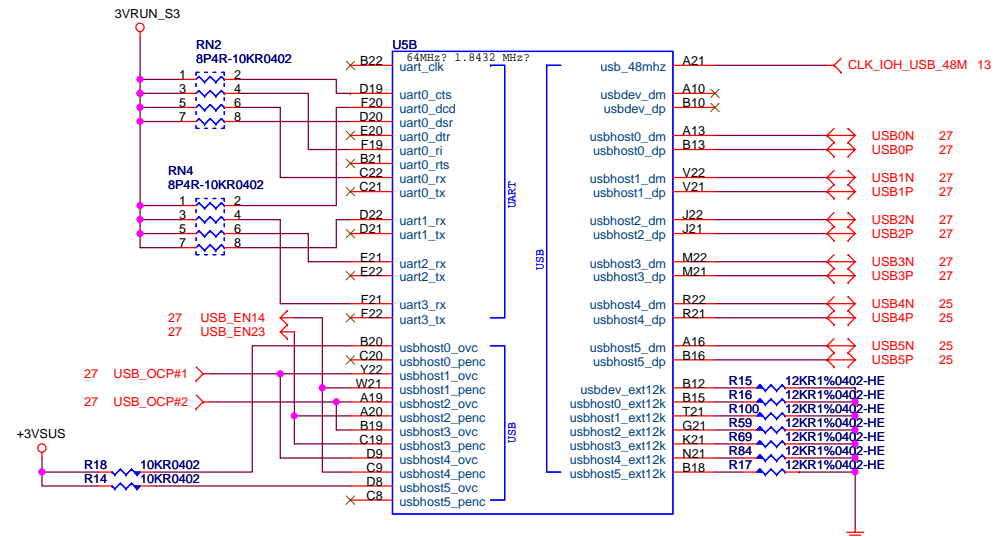 3VRUN_S3
RN2
8P4R-10KR0402
1 2
3 4
5 6
7 8
RN4
8P4R-10KR0402
1 2
3 4
5 6
7 8
27 USB_EN14
27 USB_EN23
27 USB_OCP#1
27 USB_OCP#2
+3VSUS
R18 10KR0402
R14 10KR0402
U5B
64MHz? 1.8432 MHz?
B22 uart_clk
D19 uart0_cts
F20 uart0_dcd
D20 uart0_dsr
E20 uart0_dtr
F19 uart0_ri
B21 uart0_rts
C22 uart0_rx
C21 uart0_tx
D22 uart1_rx
D21 uart1_tx
E21 uart2_rx
E22 uart2_tx
F21 uart3_rx
F22 uart3_tx
B20 usbhost0_ovc
C20 usbhost0_penc
Y22 usbhost1_ovc
W21 usbhost1_penc
A19 usbhost2_ovc
A20 usbhost2_penc
B19 usbhost3_ovc
C19 usbhost3_penc
D9 usbhost4_ovc
C9 usbhost4_penc
D8 usbhost5_ovc
C8 usbhost5_penc
UART
USB
USB
usb_48mhz A21 CLK_IOH_USB_48M 13
usbdev_dm A10
usbdev_dp B10
usbhost0_dm A13 USB0N 27
usbhost0_dp B13 USB0P 27
usbhost1_dm V22 USB1N 27
usbhost1_dp V21 USB1P 27
usbhost2_dm J22 USB2N 27
usbhost2_dp J21 USB2P 27
usbhost3_dm M22 USB3N 27
usbhost3_dp M21 USB3P 27
usbhost4_dm R22 USB4N 25
usbhost4_dp R21 USB4P 25
usbhost5_dm A16 USB5N 25
usbhost5_dp B16 USB5P 25
usbdev_ext12k B12 R15 12KR1%0402-HE
usbhost0_ext12k B15 R16 12KR1%0402-HE
usbhost1_ext12k T21 R100 12KR1%0402-HE
usbhost2_ext12k G21 R59 12KR1%0402-HE
usbhost3_ext12k K21 R69 12KR1%0402-HE
usbhost4_ext12k N21 R84 12KR1%0402-HE
usbhost5_ext12k B18 R17 12KR1%0402-HE